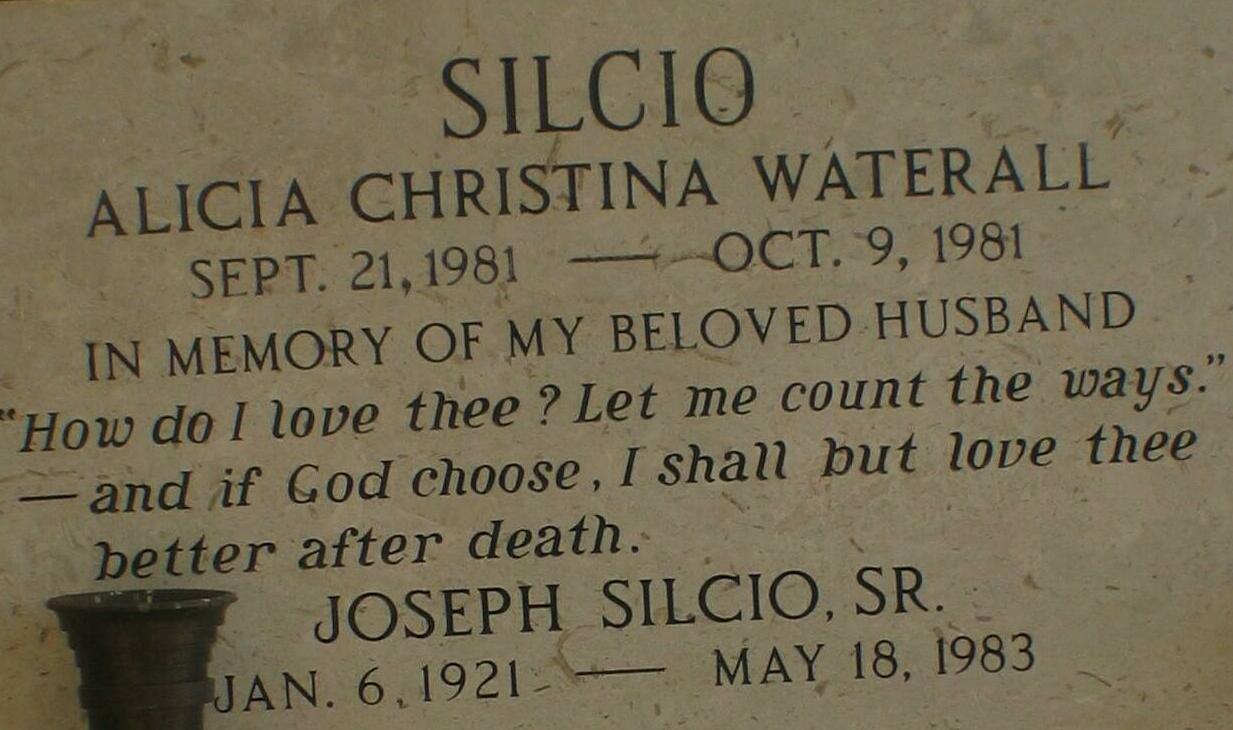 SILCIO
ALICIA CHRISTINA WATERALL
SEPT. 21, 1981 — OCT. 9, 1981
IN MEMORY OF MY BELOVED HUSBAND
"How do I love thee? Let me count the ways."
— and if God choose, I shall but love thee
better after death.
JOSEPH SILCIO, SR.
JAN. 6, 1921 — MAY 18, 1983